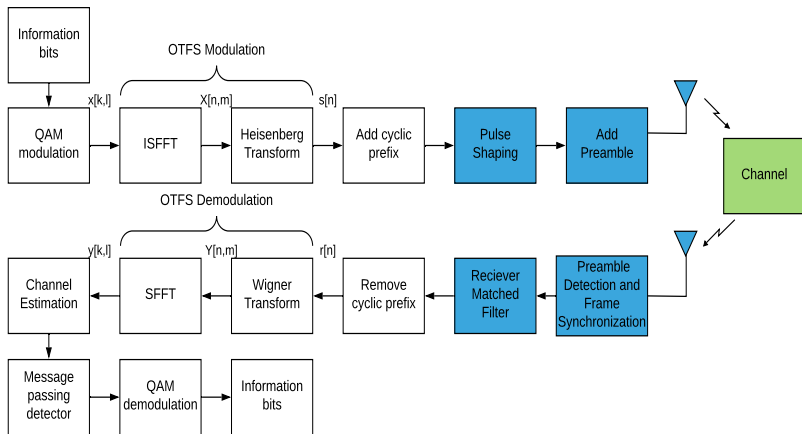 Information
bits
OTFS Modulation
x[k,l]
X[n,m]
s[n]
QAM
modulation
ISFFT
Heisenberg
Transform
Add cyclic
prefix
Pulse
Shaping
Add
Preamble
Channel
OTFS Demodulation
y[k,l]
Y[n,m]
r[n]
Channel
Estimation
SFFT
Wigner
Transform
Remove
cyclic prefix
Reciever
Matched
Filter
Preamble
Detection and
Frame
Synchronization
Message
passing
detector
QAM
demodulation
Information
bits